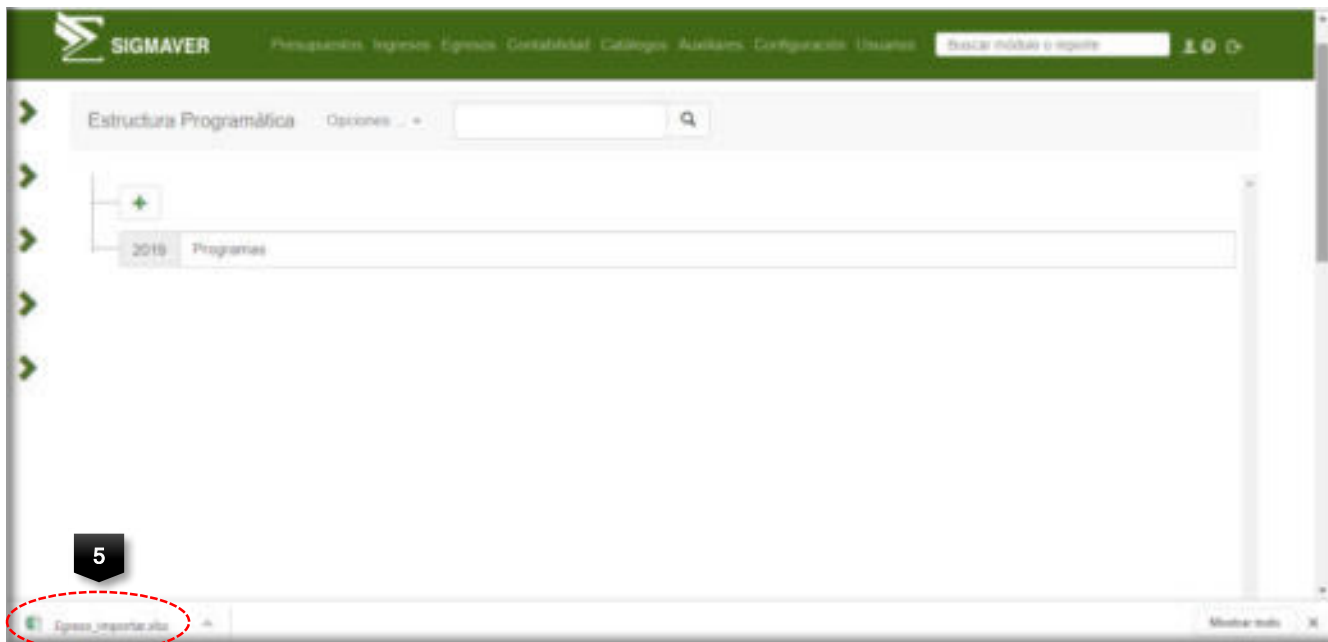 SIGMAVER Presupuestos Ingresos Egresos Contabilidad Catálogos Auxiliares Configuración Usuarios Buscar módulo o reporte
Estructura Programática Opciones ...
2019 Programas
5
Egreso_importar.xlsx Mostrar todo